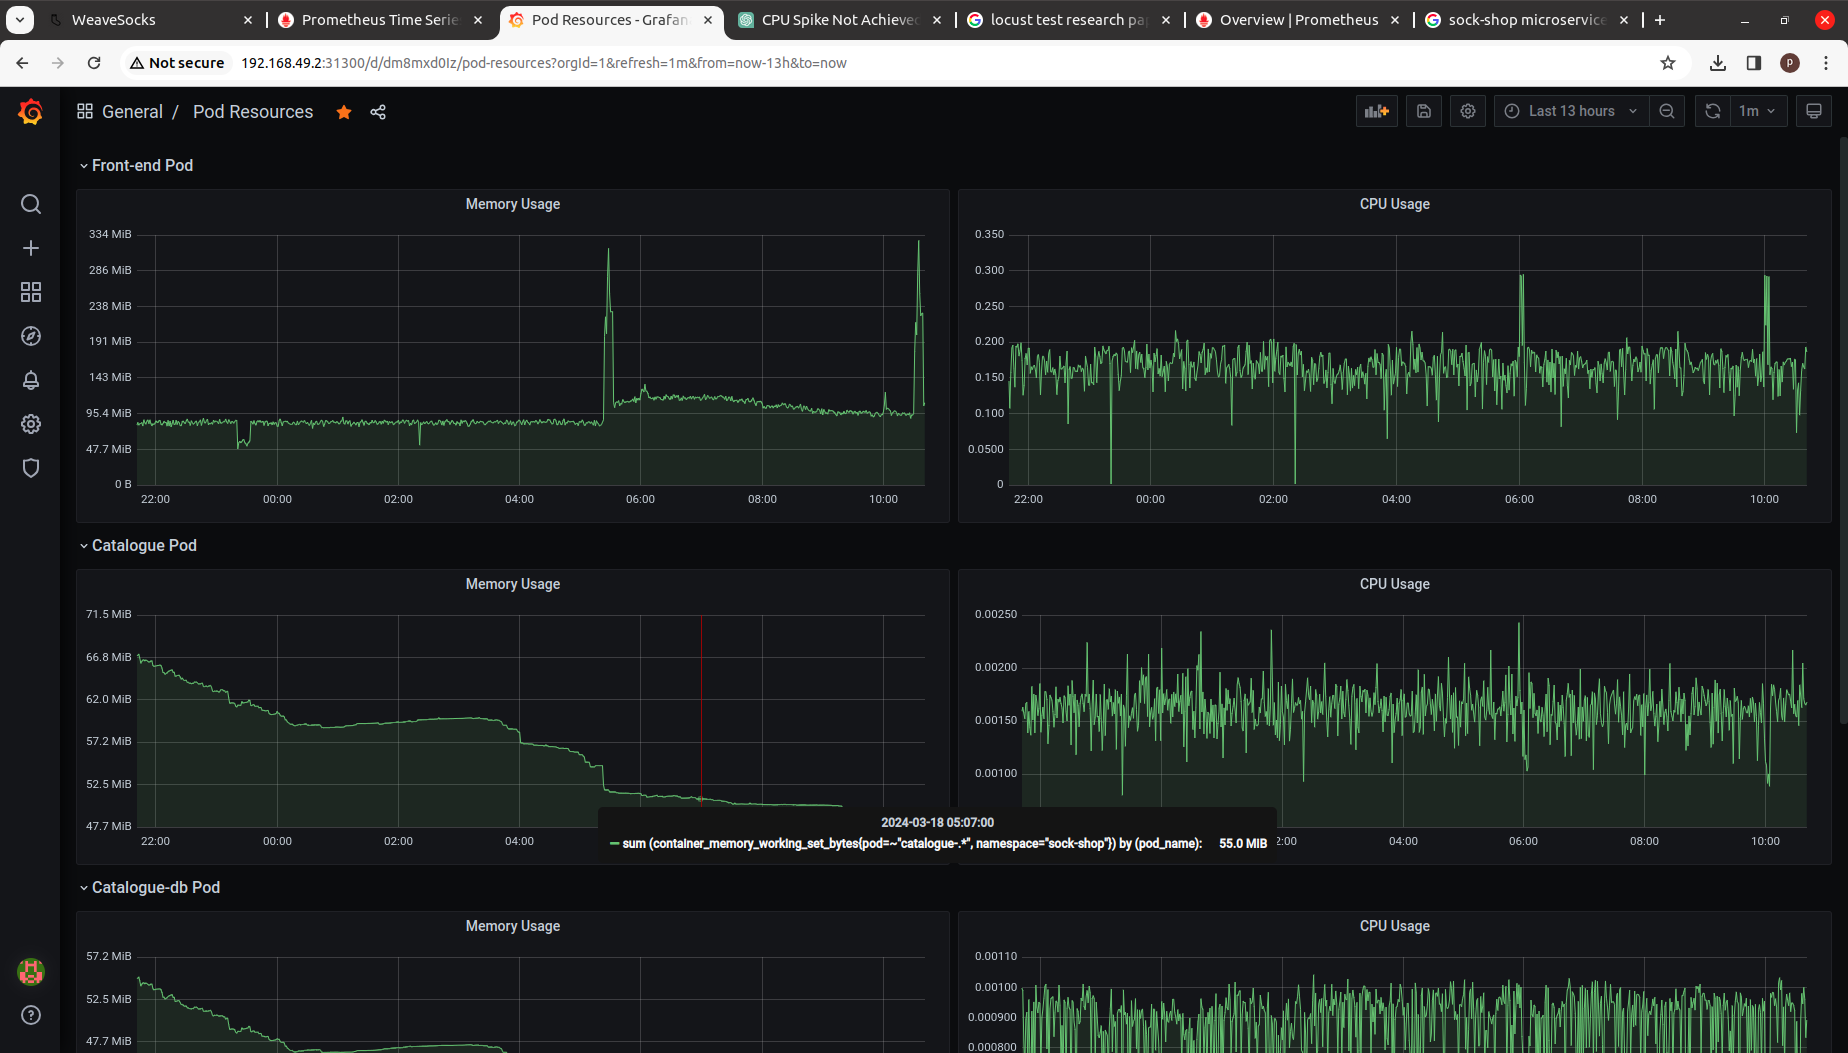 WeaveSocks
Prometheus Time Serie
Pod Resources - Grafan
CPU Spike Not Achieved
locust test research pa
Overview | Prometheus
sock-shop microservice
Not secure
192.168.49.2:31300/d/dm8mxd0Iz/pod-resources?orgId=1&refresh=1m&from=now-13h&to=now
P
General / Pod Resources
Last 13 hours
1m
Front-end Pod
Memory Usage
334 MiB
286 MiB
238 MiB
191 MiB
143 MiB
95.4 MiB
47.7 MiB
0 B
22:00 00:00 02:00 04:00 06:00 08:00 10:00
CPU Usage
0.350
0.300
0.250
0.200
0.150
0.100
0.0500
0
22:00 00:00 02:00 04:00 06:00 08:00 10:00
Catalogue Pod
Memory Usage
71.5 MiB
66.8 MiB
62.0 MiB
57.2 MiB
52.5 MiB
47.7 MiB
22:00 00:00 02:00 04:00
CPU Usage
0.00250
0.00200
0.00150
0.00100
2:00 04:00 06:00 08:00 10:00
2024-03-18 05:07:00
sum (container_memory_working_set_bytes{pod=~"catalogue-.*", namespace="sock-shop"}) by (pod_name): 55.0 MiB
Catalogue-db Pod
Memory Usage
57.2 MiB
52.5 MiB
47.7 MiB
CPU Usage
0.00110
0.00100
0.000900
0.000800